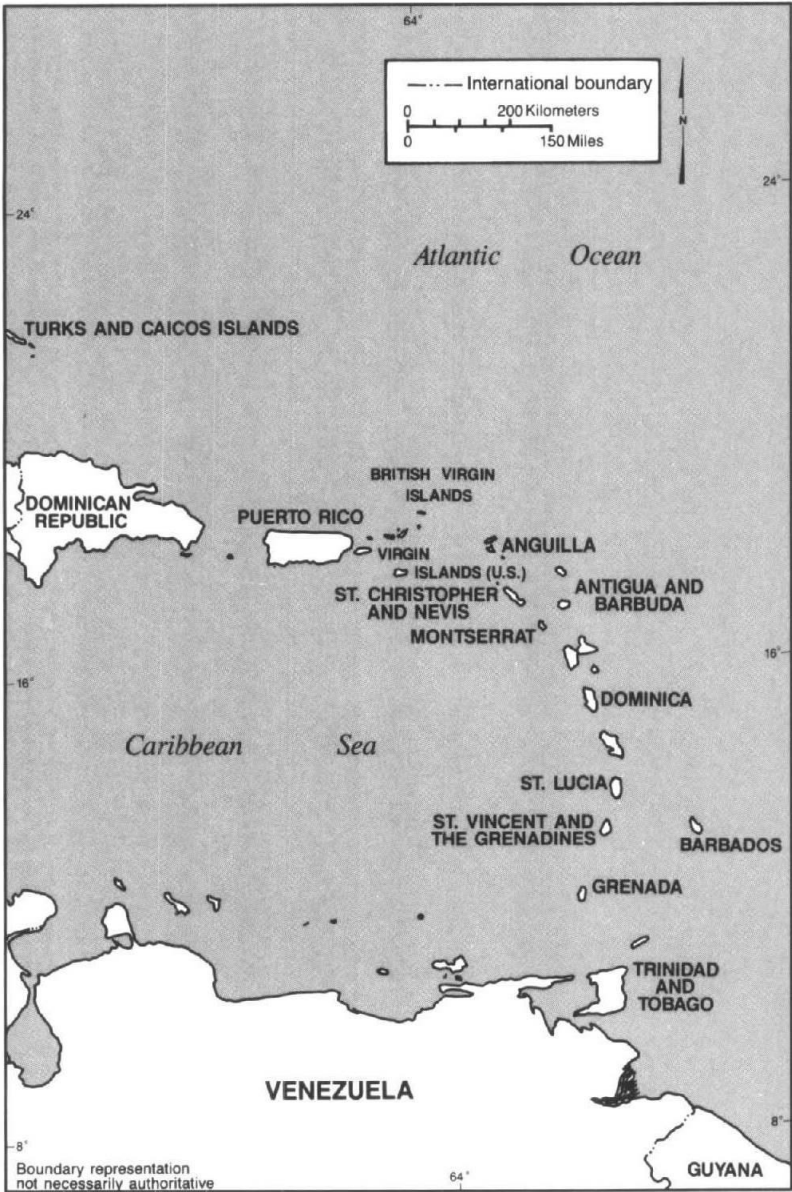 64°
International boundary
0 200 Kilometers
0 150 Miles
N
24°
24°
Atlantic Ocean
TURKS AND CAICOS ISLANDS
BRITISH VIRGIN
ISLANDS
DOMINICAN
REPUBLIC
PUERTO RICO
VIRGIN
ISLANDS (U.S.)
ANGUILLA
ST. CHRISTOPHER
AND NEVIS
ANTIGUA AND
BARBUDA
MONTSERRAT
16°
16°
DOMINICA
Caribbean Sea
ST. LUCIA
ST. VINCENT AND
THE GRENADINES
BARBADOS
GRENADA
TRINIDAD
AND
TOBAGO
VENEZUELA
8°
8°
Boundary representation
not necessarily authoritative
64°
GUYANA